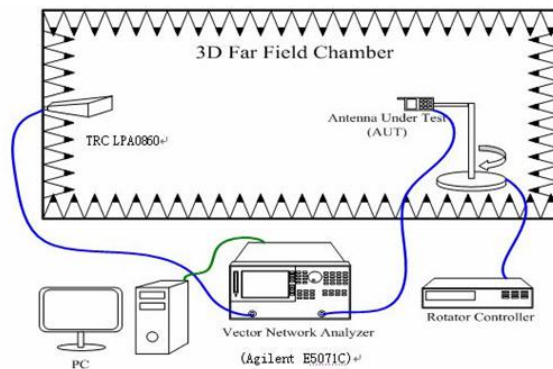 3D Far Field Chamber
TRC LPA0860↵
Antenna Under Test
(AUT)
Vector Network Analyzer
(Agilent E5071C)↵
Rotator Controller
PC